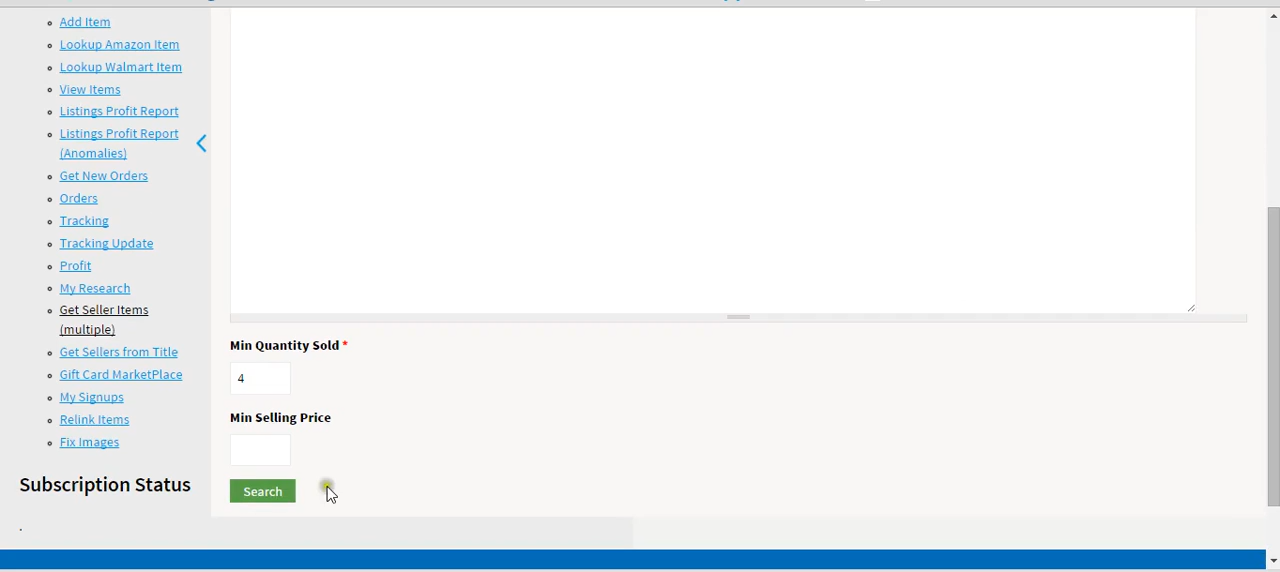 Add Item
Lookup Amazon Item
Lookup Walmart Item
View Items
Listings Profit Report
Listings Profit Report
(Anomalies)
Get New Orders
Orders
Tracking
Tracking Update
Profit
My Research
Get Seller Items
(multiple)
Get Sellers from Title
Gift Card MarketPlace
My Signups
Relink Items
Fix Images
Subscription Status
.
Min Quantity Sold *
4
Min Selling Price
Search